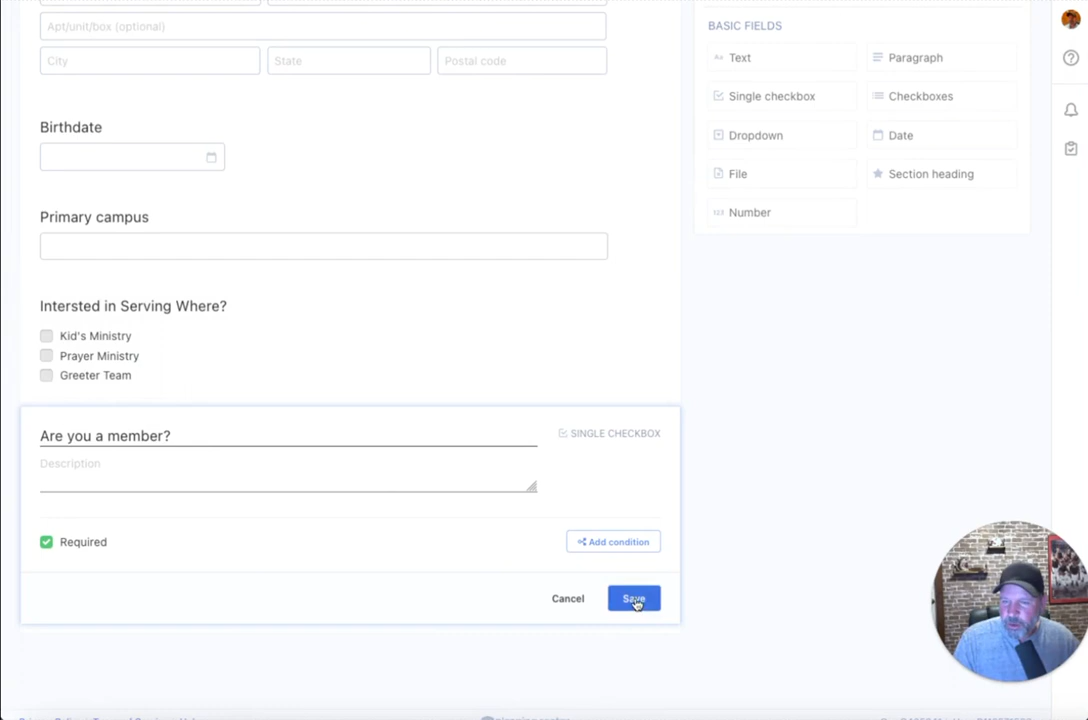 Apt/unit/box (optional)
City
State
Postal code
Birthdate
Primary campus
Intersted in Serving Where?
Kid's Ministry
Prayer Ministry
Greeter Team
Are you a member?
SINGLE CHECKBOX
Description
Required
Add condition
Cancel
Save
BASIC FIELDS
Aa Text
Paragraph
Single checkbox
Checkboxes
Dropdown
Date
File
Section heading
123 Number